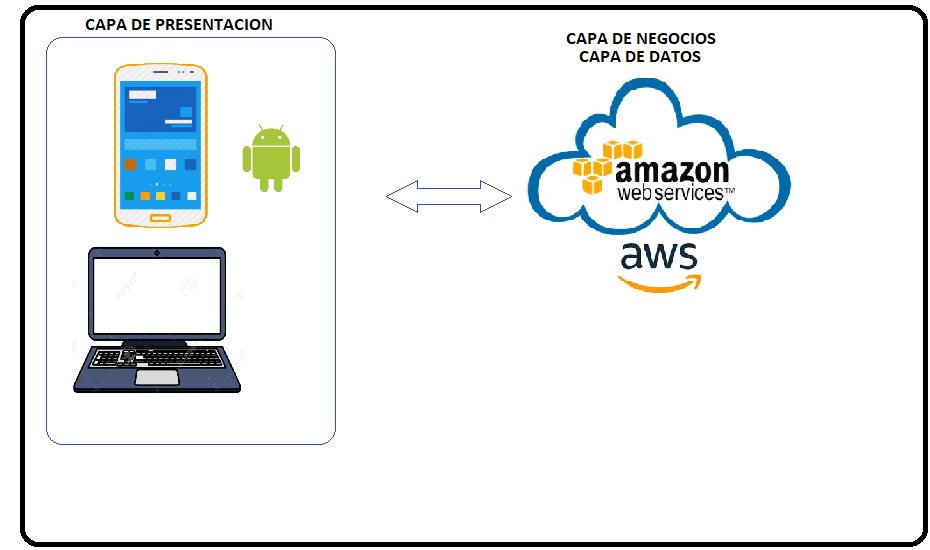 CAPA DE PRESENTACION
CAPA DE NEGOCIOS
CAPA DE DATOS
amazon
webservices™
aws